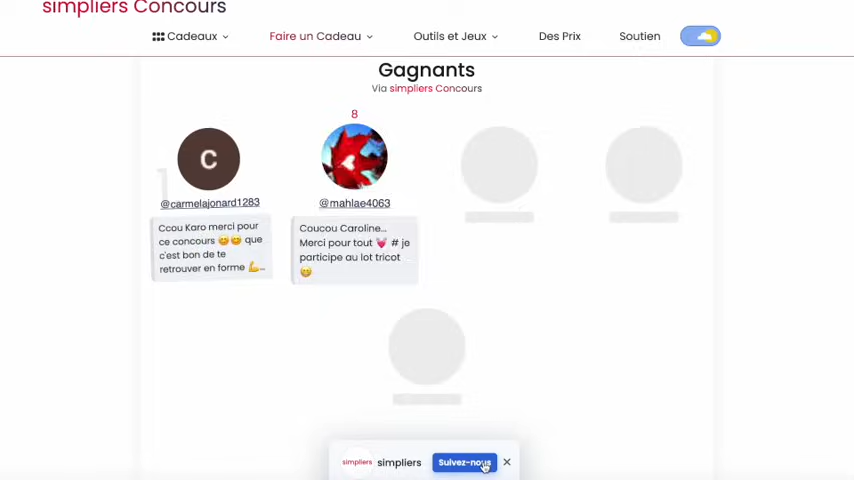 simpliers Concours
Cadeaux Faire un Cadeau Outils et Jeux Des Prix Soutien
Gagnants
Via simpliers Concours
8
C
1
@carmelajonard1283
@mahlae4063
Ccou Karo merci pour
ce concours 😊😊 que
c'est bon de te
retrouver en forme 💪...
Coucou Caroline...
Merci pour tout 💓 # je
participe au lot tricot
😁
simpliers simpliers Suivez-nous